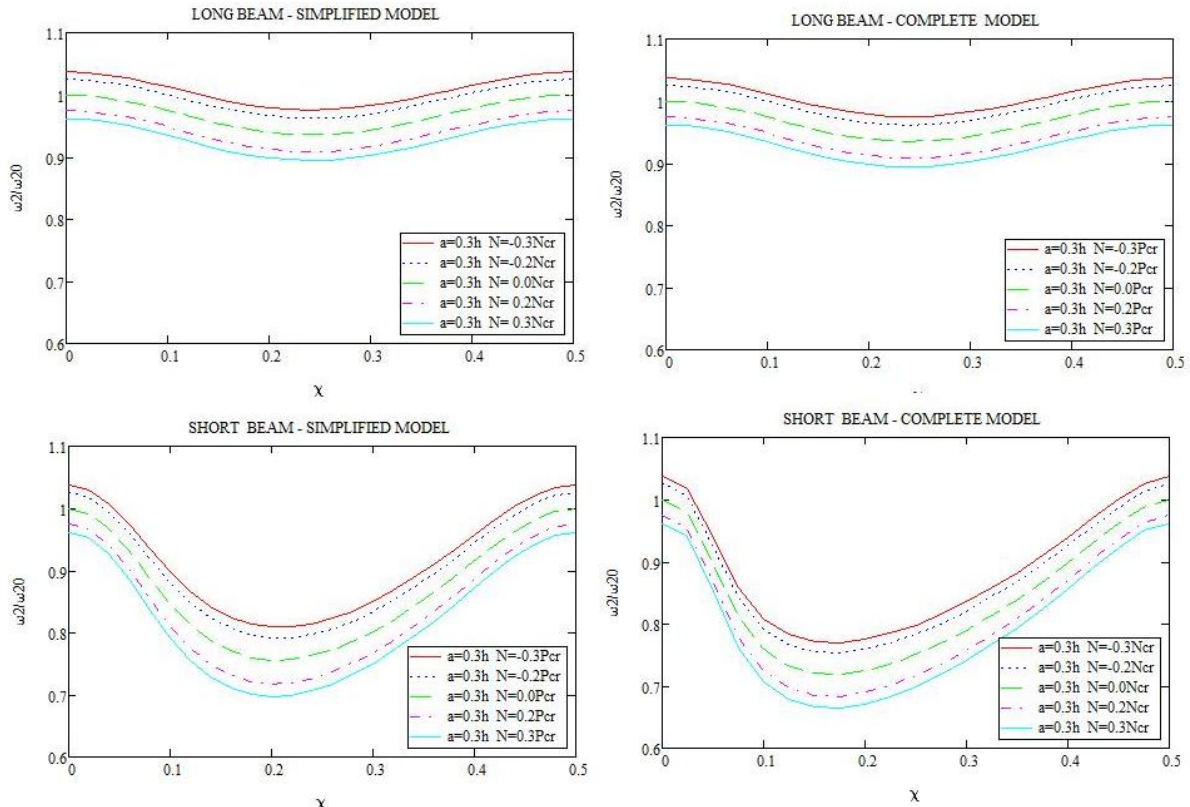 LONG BEAM - SIMPLIFIED MODEL
1.1
1
0.9
0.8
0.7
0.6
ω2/ω20
a=0.3h N=-0.3Ncr
a=0.3h N=-0.2Ncr
a=0.3h N= 0.0Ncr
a=0.3h N= 0.2Ncr
a=0.3h N= 0.3Ncr
0 0.1 0.2 0.3 0.4 0.5
χ
LONG BEAM - COMPLETE MODEL
1.1
1
0.9
0.8
0.7
0.6
ω2/ω20
a=0.3h N=-0.3Pcr
a=0.3h N=-0.2Pcr
a=0.3h N=0.0Pcr
a=0.3h N=0.2Pcr
a=0.3h N=0.3Pcr
0 0.1 0.2 0.3 0.4 0.5
SHORT BEAM - SIMPLIFIED MODEL
1.1
1
0.9
0.8
0.7
0.6
ω2/ω20
a=0.3h N=-0.3Pcr
a=0.3h N=-0.2Pcr
a=0.3h N=0.0Pcr
a=0.3h N=0.2Pcr
a=0.3h N=0.3Pcr
0 0.1 0.2 0.3 0.4 0.5
χ
SHORT BEAM - COMPLETE MODEL
1.1
1
0.9
0.8
0.7
0.6
ω2/ω20
a=0.3h N=-0.3Ncr
a=0.3h N=-0.2Ncr
a=0.3h N=0.0Ncr
a=0.3h N=0.2Ncr
a=0.3h N=0.3Ncr
0 0.1 0.2 0.3 0.4 0.5
χ